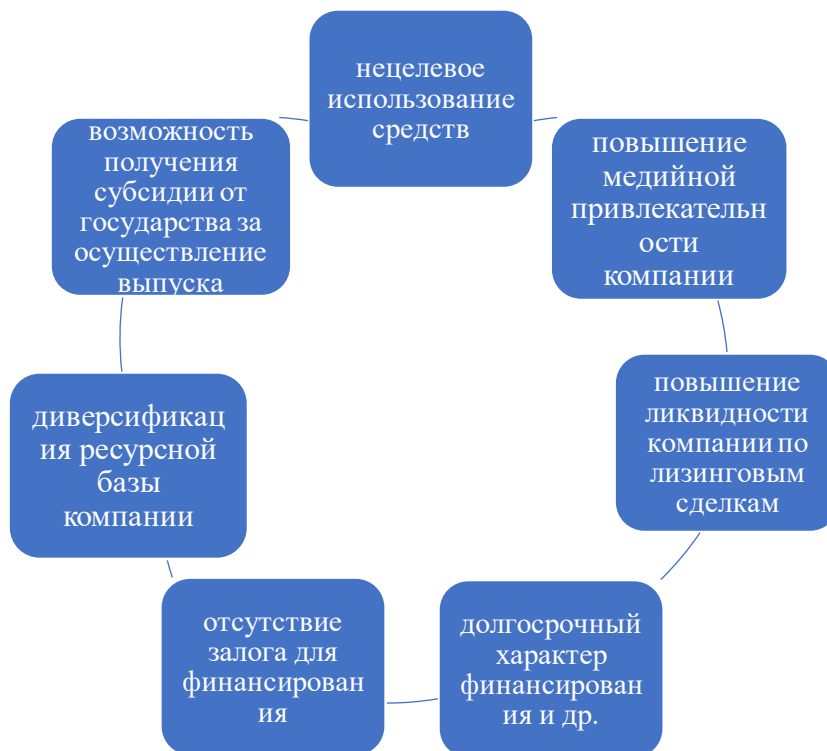 нецелевое
использование
средств
повышение
медийной
привлекательн
ости
компании
повышение
ликвидности
компании по
лизинговым
сделкам
долгосрочный
характер
финансирован
ия и др.
отсутствие
залога для
финансирован
ия
диверсификац
ия ресурсной
базы
компании
возможность
получения
субсидии от
государства за
осуществление
выпуска